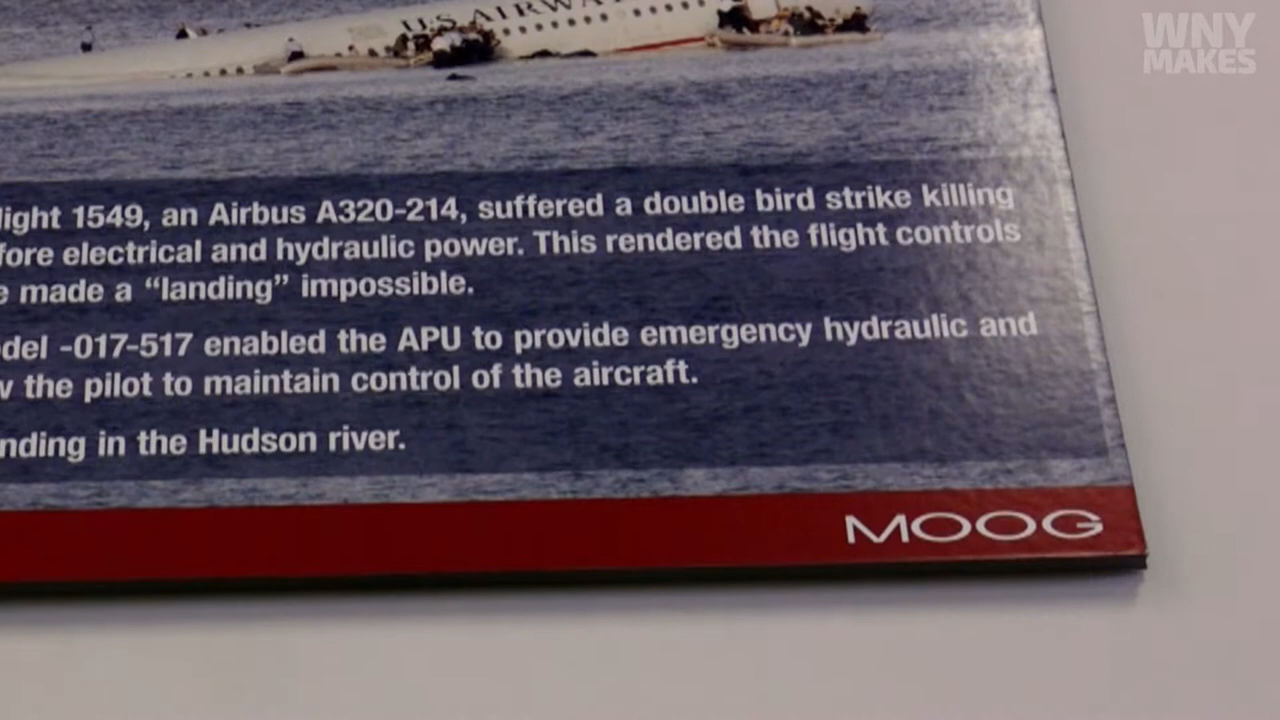 WNY
MAKES
U.S AIRWA
light 1549, an Airbus A320-214, suffered a double bird strike killing
fore electrical and hydraulic power. This rendered the flight controls
e made a “landing” impossible.
del -017-517 enabled the APU to provide emergency hydraulic and
w the pilot to maintain control of the aircraft.
nding in the Hudson river.
MOOG